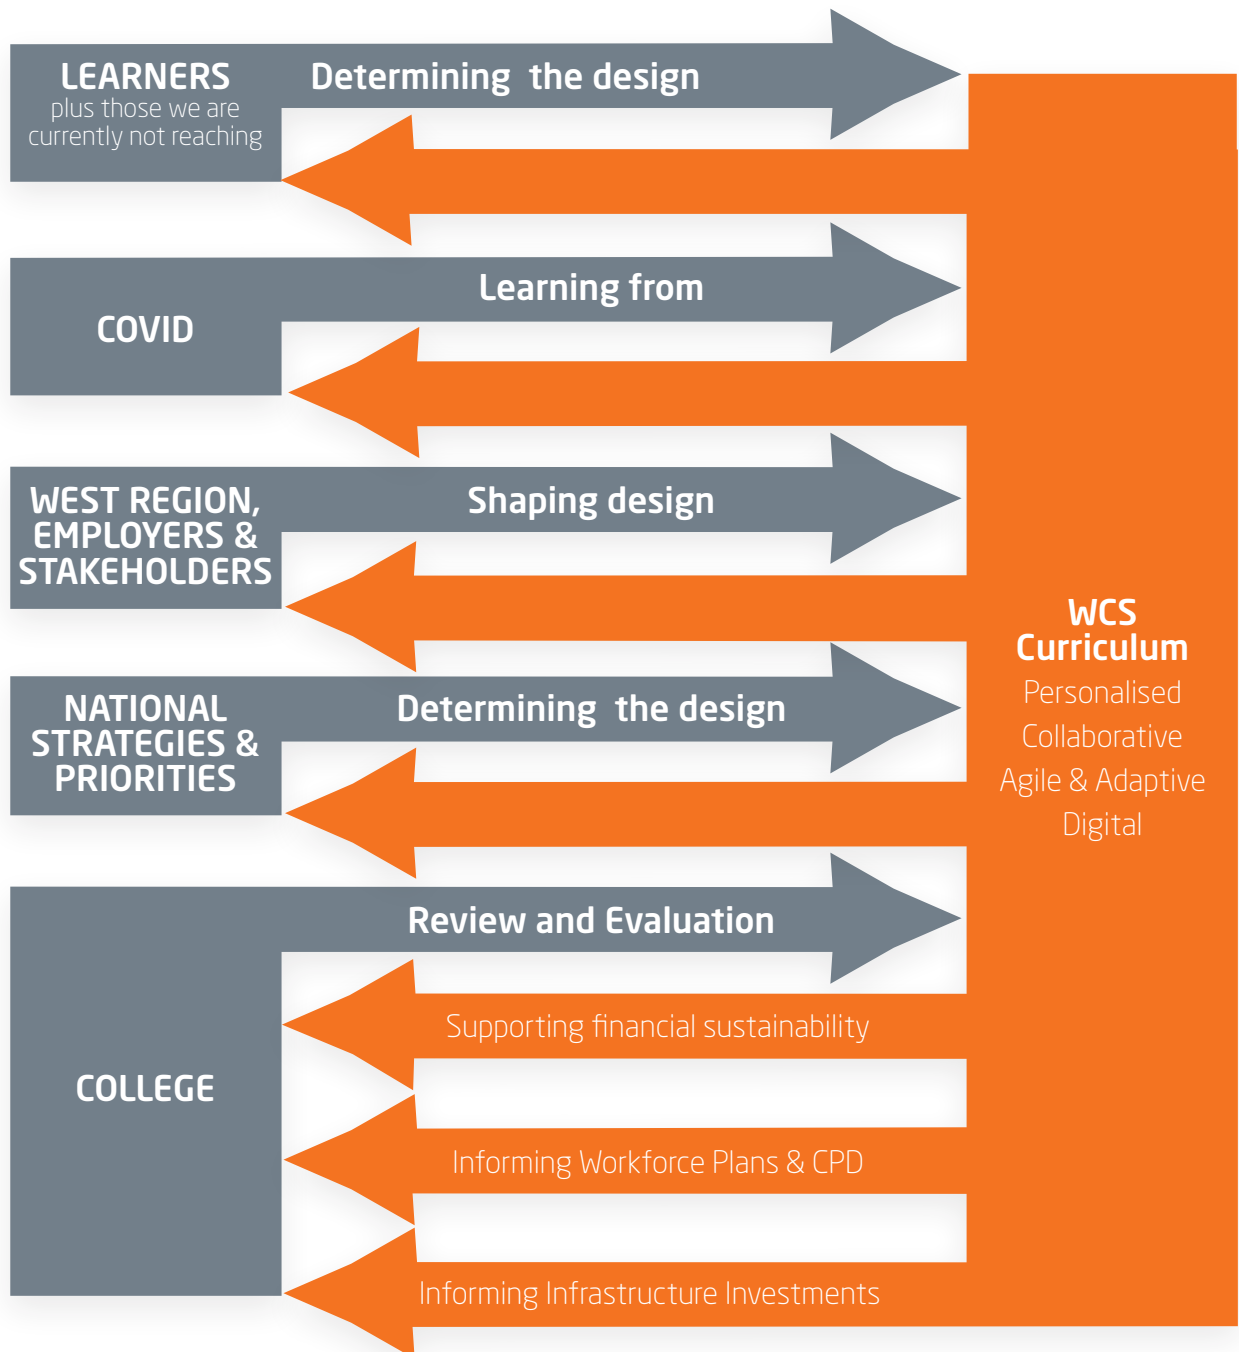 LEARNERS
plus those we are
currently not reaching
Determining the design
COVID
Learning from
WEST REGION,
EMPLOYERS &
STAKEHOLDERS
Shaping design
NATIONAL
STRATEGIES &
PRIORITIES
Determining the design
COLLEGE
Review and Evaluation
Supporting financial sustainability
Informing Workforce Plans & CPD
Informing Infrastructure Investments
WCS
Curriculum
Personalised
Collaborative
Agile & Adaptive
Digital